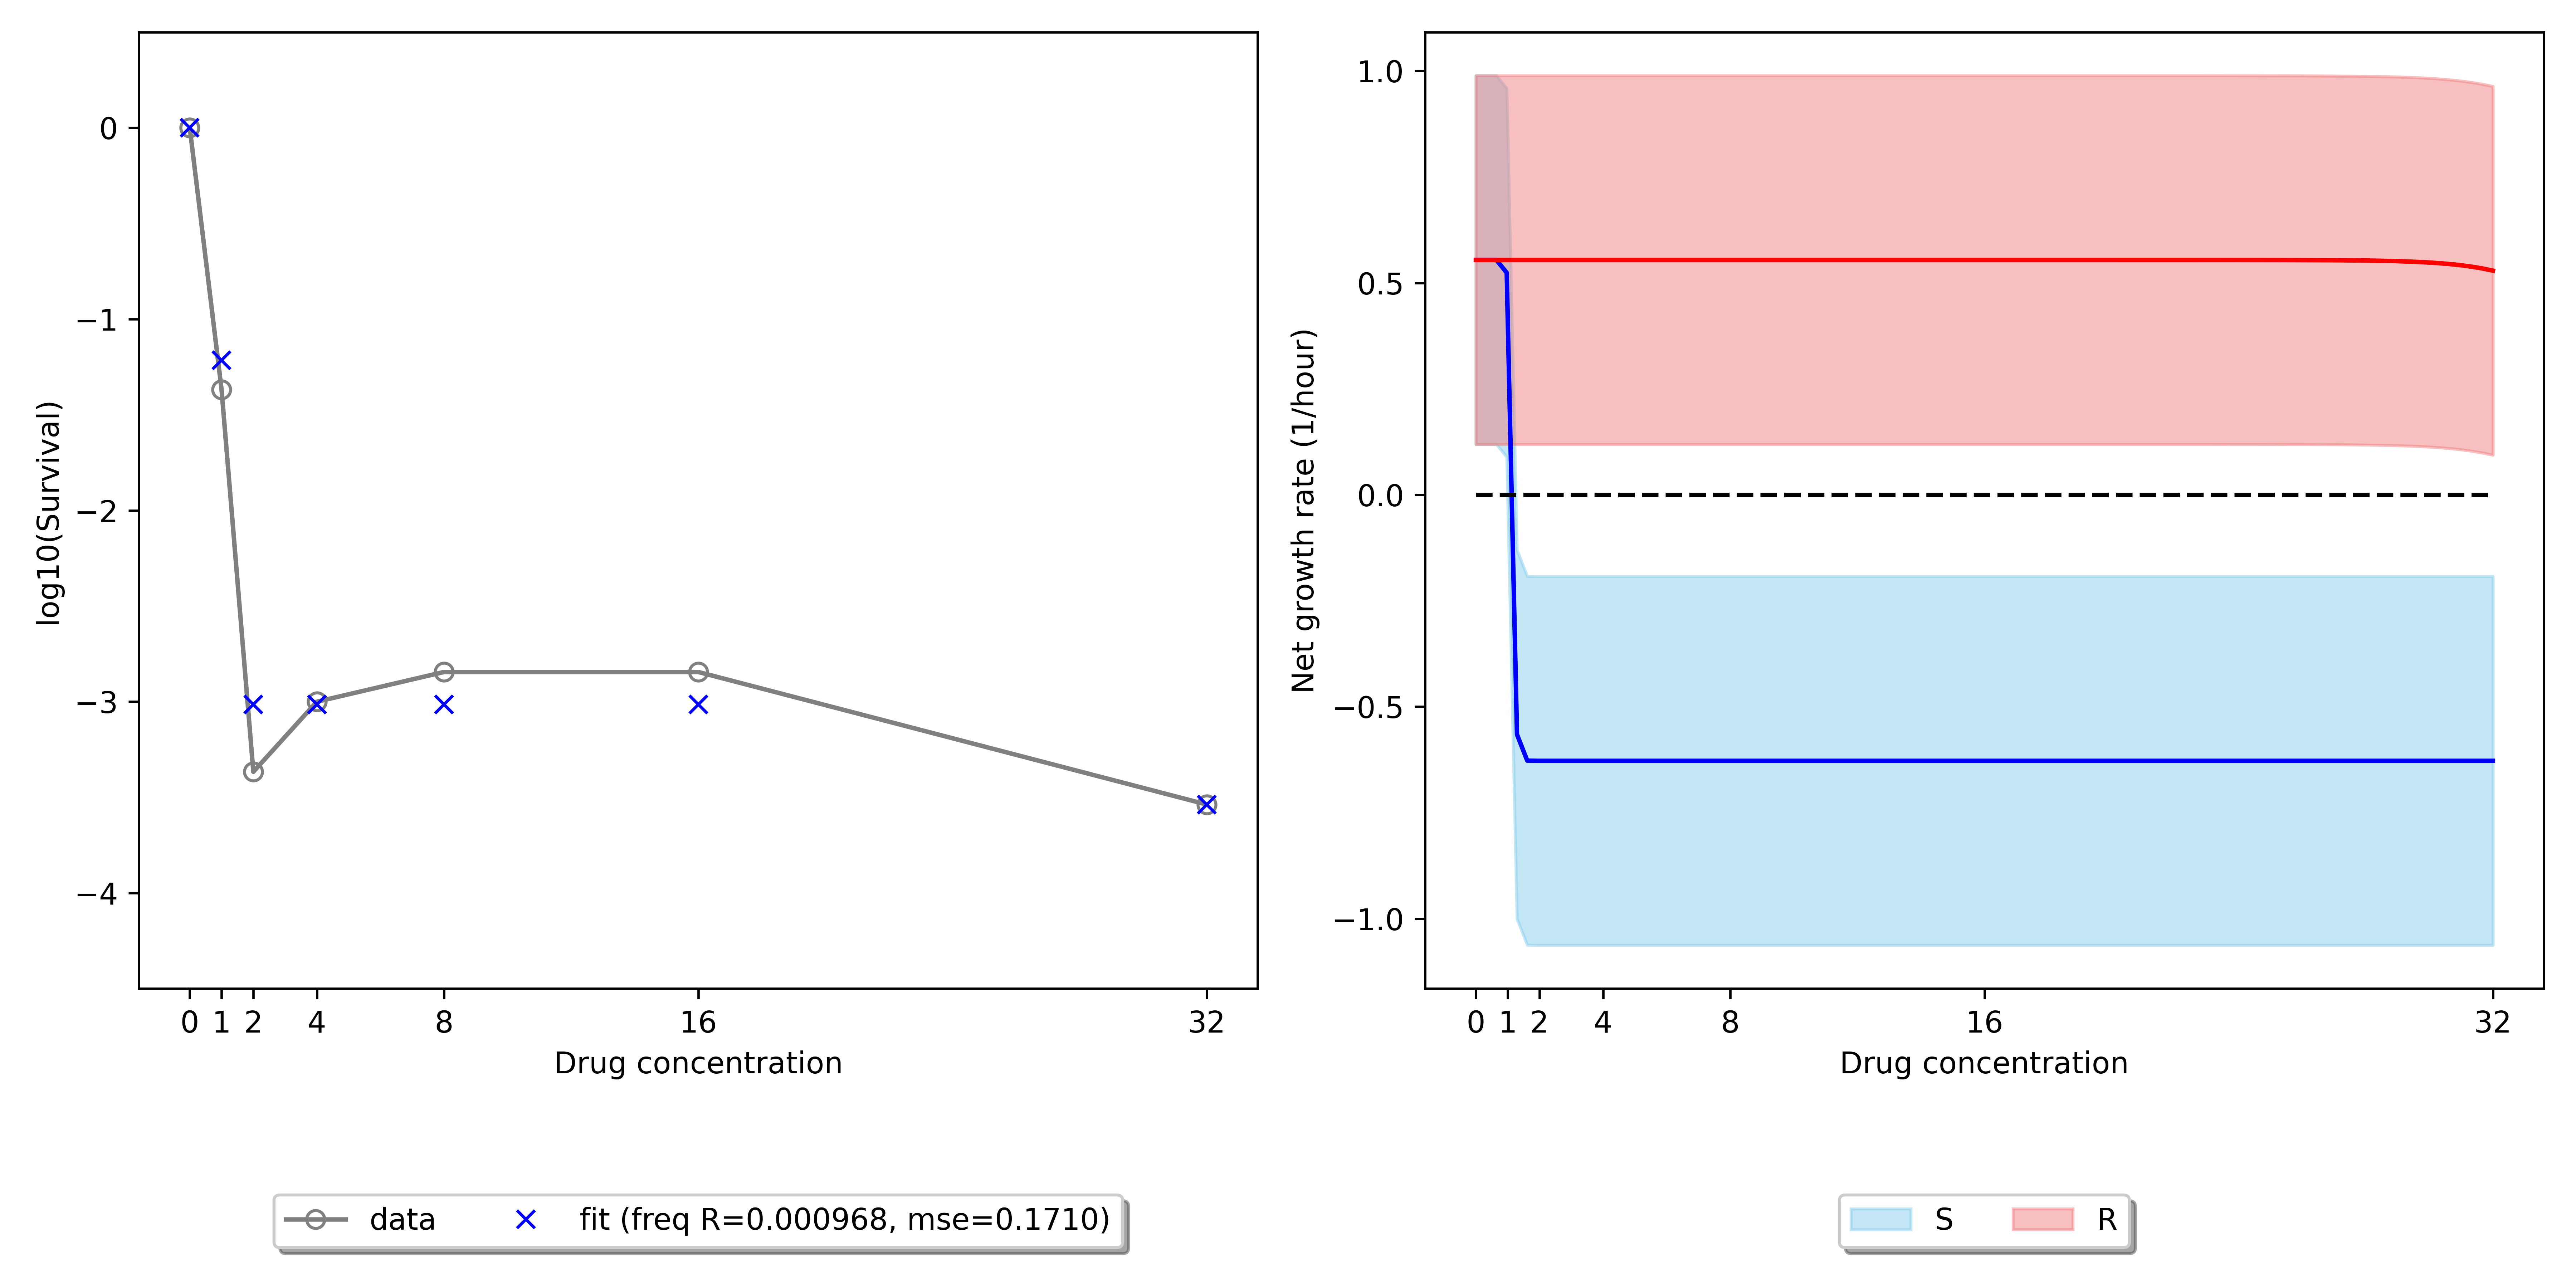 log10(Survival)
0
−1
−2
−3
−4
0 1 2 4 8 16 32
Drug concentration
data fit (freq R=0.000968, mse=0.1710)
Net growth rate (1/hour)
1.0
0.5
0.0
−0.5
−1.0
0 1 2 4 8 16 32
Drug concentration
S R